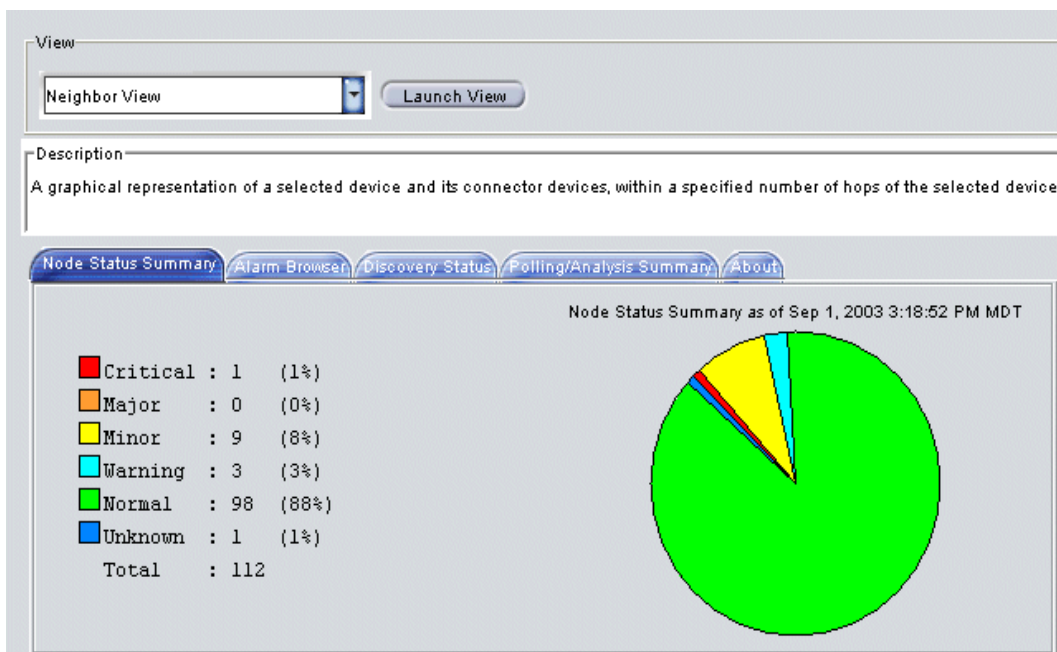 View
Neighbor View
Launch View
Description
A graphical representation of a selected device and its connector devices, within a specified number of hops of the selected device
Node Status Summary
Alarm Browser
Discovery Status
Polling/Analysis Summary
About
Node Status Summary as of Sep 1, 2003 3:18:52 PM MDT
Critical : 1 (1%)
Major : 0 (0%)
Minor : 9 (8%)
Warning : 3 (3%)
Normal : 98 (88%)
Unknown : 1 (1%)
Total : 112